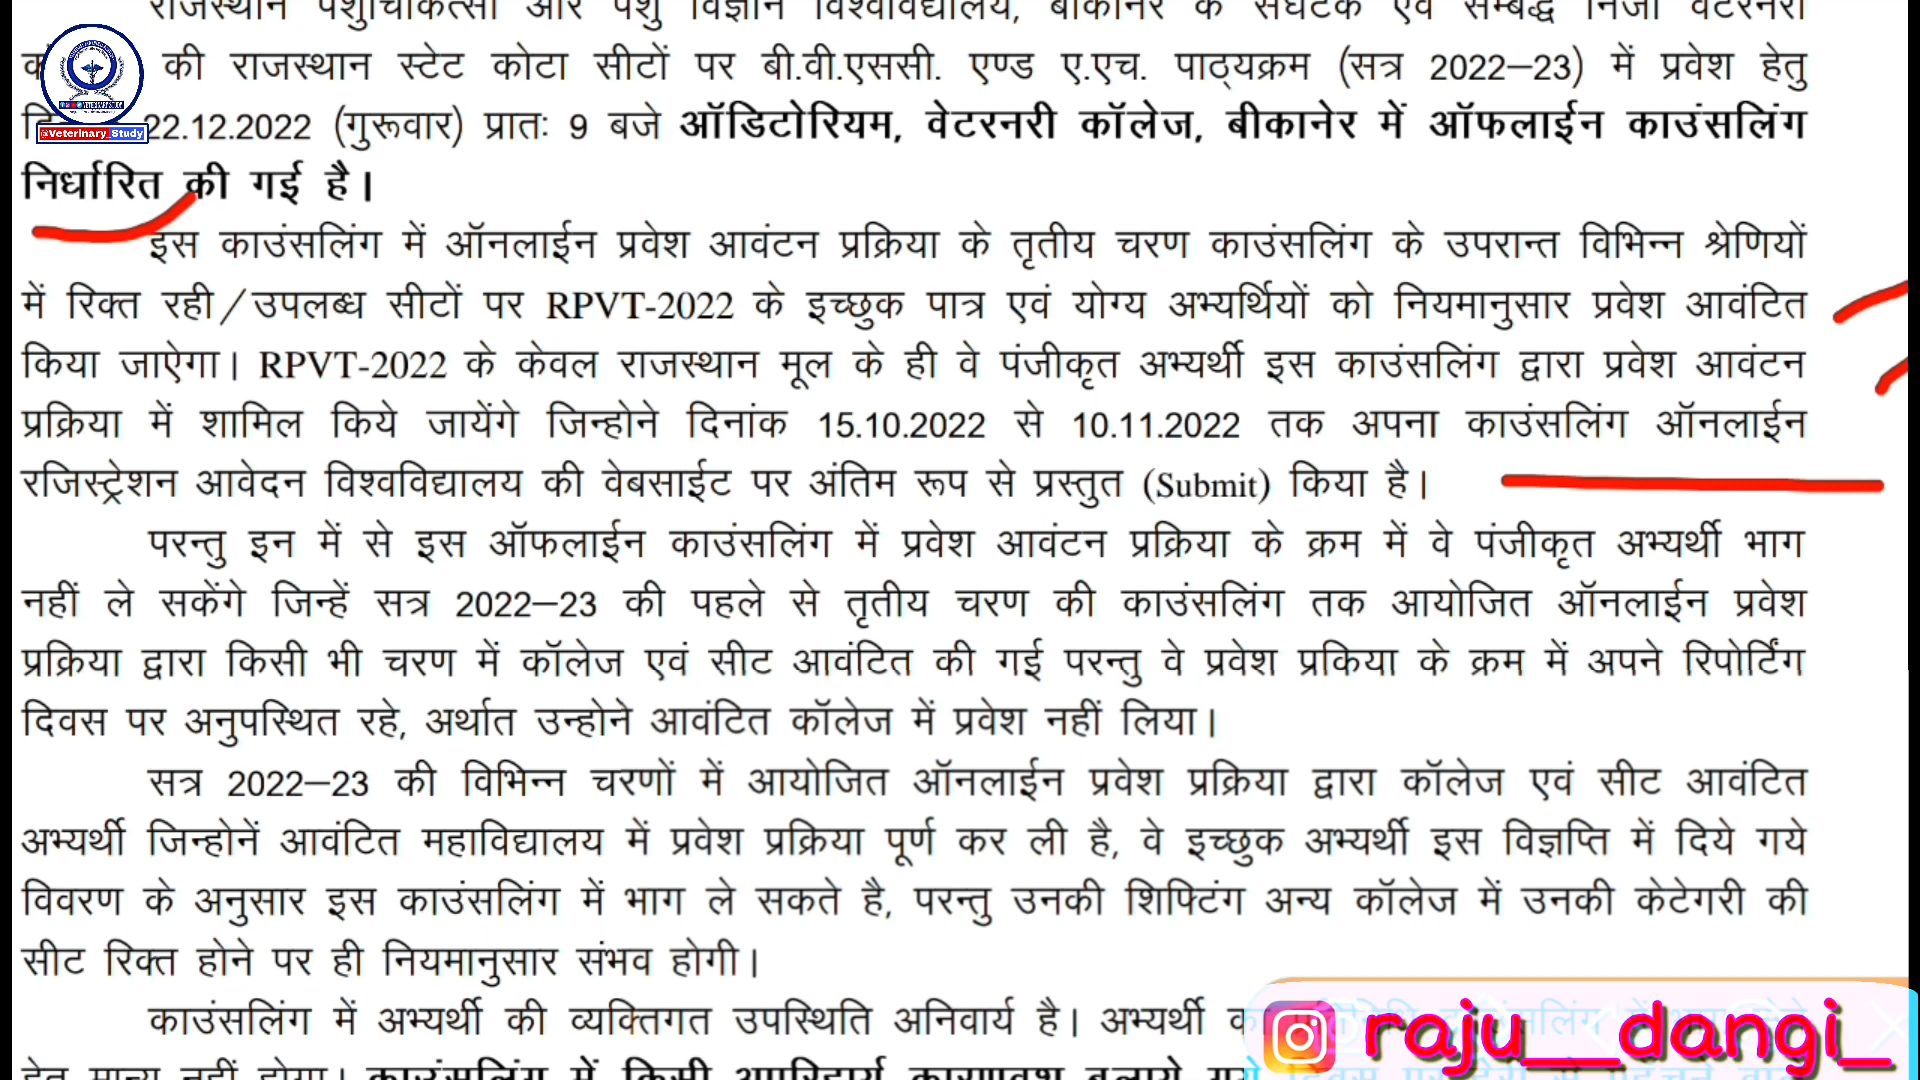 राजस्थान पशुचिकित्सा और पशु विज्ञान विश्वविद्यालय, बीकानेर के संघटक एवं सम्बद्ध निजी वेटरनरी
की राजस्थान स्टेट कोटा सीटों पर बी.वी.एससी. एण्ड ए.एच. पाठ्यक्रम (सत्र 2022–23) में प्रवेश हेतु
22.12.2022 (गुरूवार) प्रातः 9 बजे ऑडिटोरियम, वेटरनरी कॉलेज, बीकानेर में ऑफलाईन काउंसलिंग
@Veterinary_Study
निर्धारित की गई है।
इस काउंसलिंग में ऑनलाईन प्रवेश आवंटन प्रक्रिया के तृतीय चरण काउंसलिंग के उपरान्त विभिन्न श्रेणियों
में रिक्त रही/उपलब्ध सीटों पर RPVT-2022 के इच्छुक पात्र एवं योग्य अभ्यर्थियों को नियमानुसार प्रवेश आवंटित
किया जाऐगा। RPVT-2022 के केवल राजस्थान मूल के ही वे पंजीकृत अभ्यर्थी इस काउंसलिंग द्वारा प्रवेश आवंटन
प्रक्रिया में शामिल किये जायेंगे जिन्होने दिनांक 15.10.2022 से 10.11.2022 तक अपना काउंसलिंग ऑनलाईन
रजिस्ट्रेशन आवेदन विश्वविद्यालय की वेबसाईट पर अंतिम रूप से प्रस्तुत (Submit) किया है।
परन्तु इन में से इस ऑफलाईन काउंसलिंग में प्रवेश आवंटन प्रक्रिया के क्रम में वे पंजीकृत अभ्यर्थी भाग
नहीं ले सकेंगे जिन्हें सत्र 2022–23 की पहले से तृतीय चरण की काउंसलिंग तक आयोजित ऑनलाईन प्रवेश
प्रक्रिया द्वारा किसी भी चरण में कॉलेज एवं सीट आवंटित की गई परन्तु वे प्रवेश प्रकिया के क्रम में अपने रिपोर्टिंग
दिवस पर अनुपस्थित रहे, अर्थात उन्होने आवंटित कॉलेज में प्रवेश नहीं लिया।
सत्र 2022–23 की विभिन्न चरणों में आयोजित ऑनलाईन प्रवेश प्रक्रिया द्वारा कॉलेज एवं सीट आवंटित
अभ्यर्थी जिन्होनें आवंटित महाविद्यालय में प्रवेश प्रक्रिया पूर्ण कर ली है, वे इच्छुक अभ्यर्थी इस विज्ञप्ति में दिये गये
विवरण के अनुसार इस काउंसलिंग में भाग ले सकते है, परन्तु उनकी शिफ्टिंग अन्य कॉलेज में उनकी केटेगरी की
सीट रिक्त होने पर ही नियमानुसार संभव होगी।
काउंसलिंग में अभ्यर्थी की व्यक्तिगत उपस्थिति अनिवार्य है। अभ्यर्थी
raju__dangi_
हेतु मान्य नहीं होगा। काउंसलिंग में किसी अपरिहार्य कारणवश